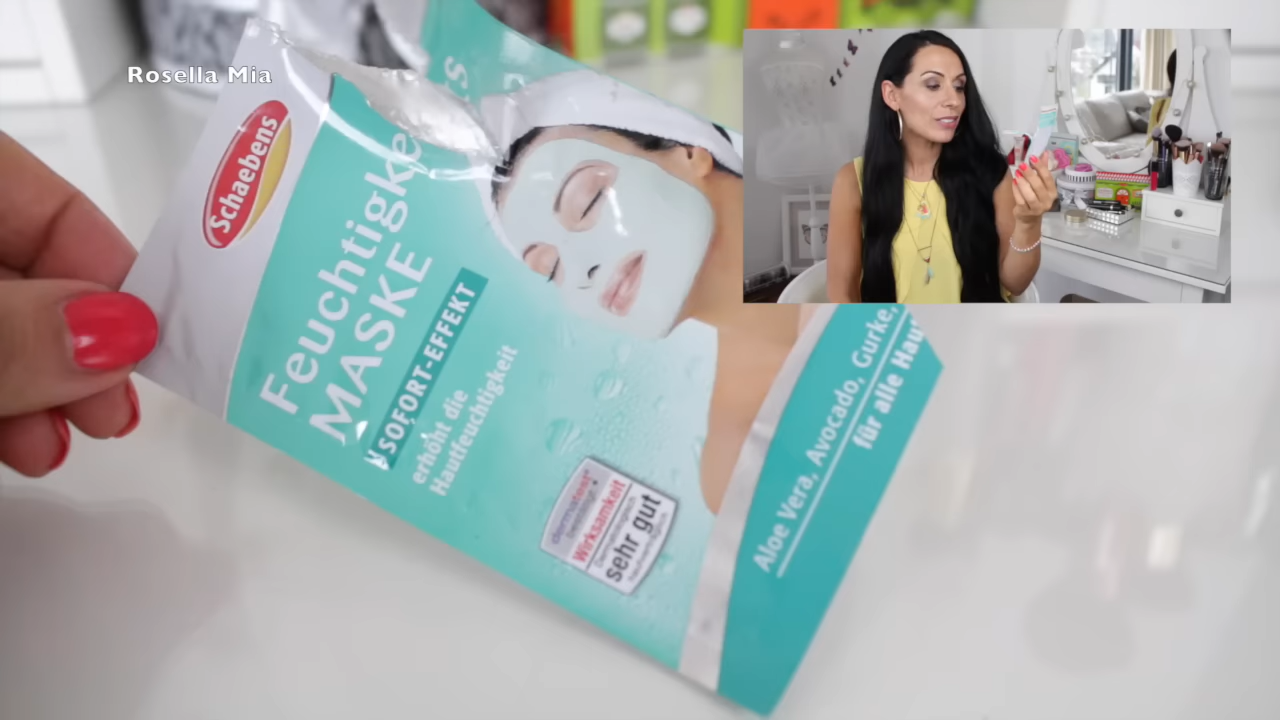 Rosella Mia
Schaebens
Feuchtigke
MASKE
SOFORT-EFFEKT
erhöht die
Hautfeuchtigkeit
dermatest
Wirksamkeit
sehr gut
Aloe Vera, Avocado, Gurke,
für alle Hau